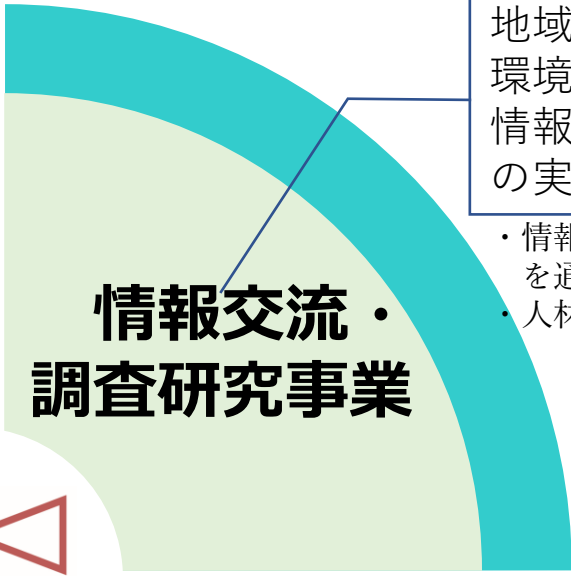 地域
環境
情報
の実
・情報
を通
・人材
情報交流・
調査研究事業